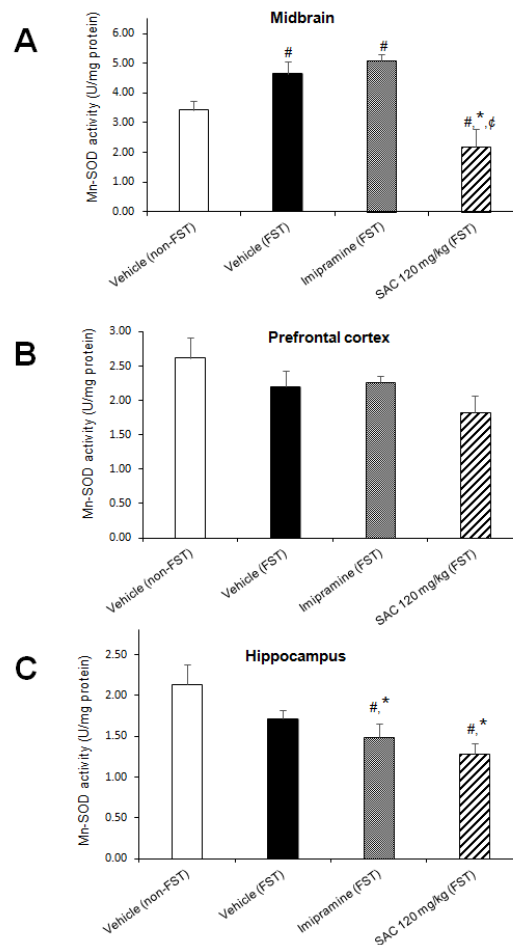 A
Midbrain
Mn-SOD activity (U/mg protein)
6.00
5.00
4.00
3.00
2.00
1.00
0.00
#
#
#,*,¢
Vehicle (non-FST)
Vehicle (FST)
Imipramine (FST)
SAC 120 mg/kg (FST)
B
Prefrontal cortex
Mn-SOD activity (U/mg protein)
3.00
2.50
2.00
1.50
1.00
0.50
0.00
Vehicle (non-FST)
Vehicle (FST)
Imipramine (FST)
SAC 120 mg/kg (FST)
C
Hippocampus
Mn-SOD activity (U/mg protein)
2.50
2.00
1.50
1.00
0.50
0.00
#,*
#,*
Vehicle (non-FST)
Vehicle (FST)
Imipramine (FST)
SAC 120 mg/kg (FST)